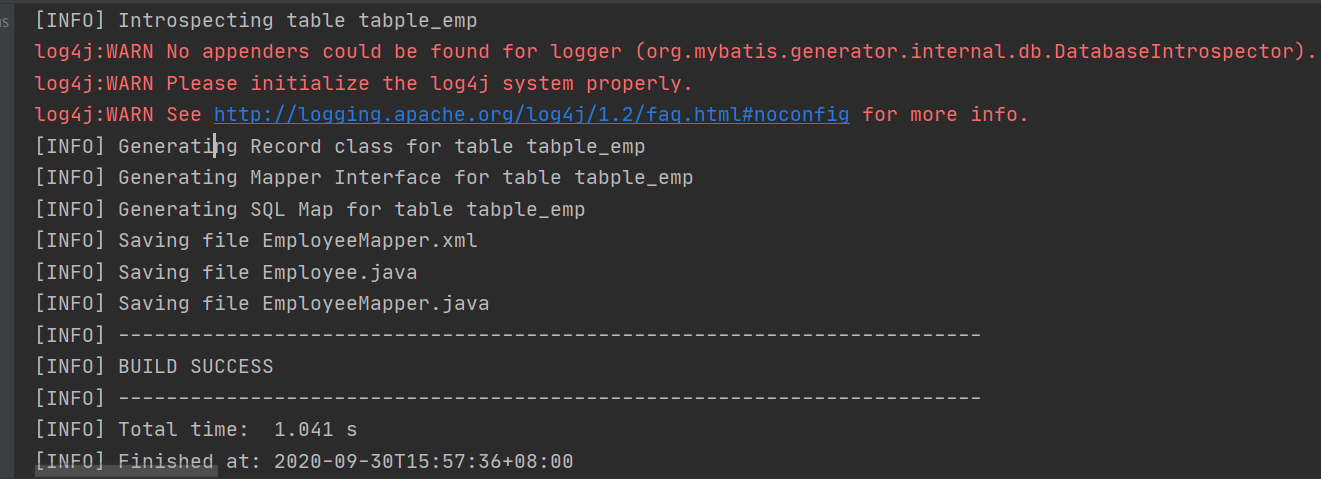 ns
[INFO] Introspecting table tabple_emp
log4j:WARN No appenders could be found for logger (org.mybatis.generator.internal.db.DatabaseIntrospector).
log4j:WARN Please initialize the log4j system properly.
log4j:WARN See http://logging.apache.org/log4j/1.2/faq.html#noconfig for more info.
[INFO] Generating Record class for table tabple_emp
[INFO] Generating Mapper Interface for table tabple_emp
[INFO] Generating SQL Map for table tabple_emp
[INFO] Saving file EmployeeMapper.xml
[INFO] Saving file Employee.java
[INFO] Saving file EmployeeMapper.java
[INFO] ------------------------------------------------------------------------
[INFO] BUILD SUCCESS
[INFO] ------------------------------------------------------------------------
[INFO] Total time:  1.041 s
[INFO] Finished at: 2020-09-30T15:57:36+08:00